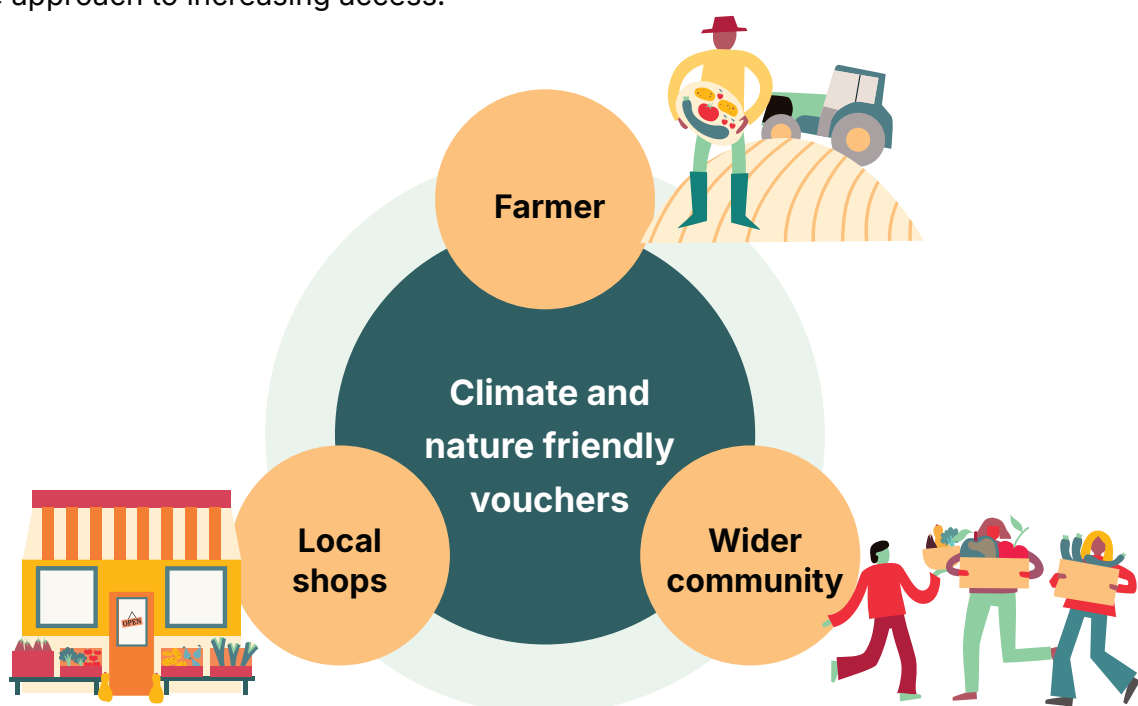 approach to increasing access.
Farmer
Climate and
nature friendly
vouchers
Local
shops
Wider
community
OPEN